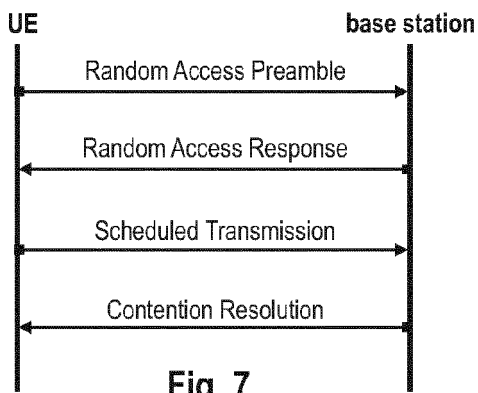 UE
base station
Random Access Preamble
Random Access Response
Scheduled Transmission
Contention Resolution
Fig. 7